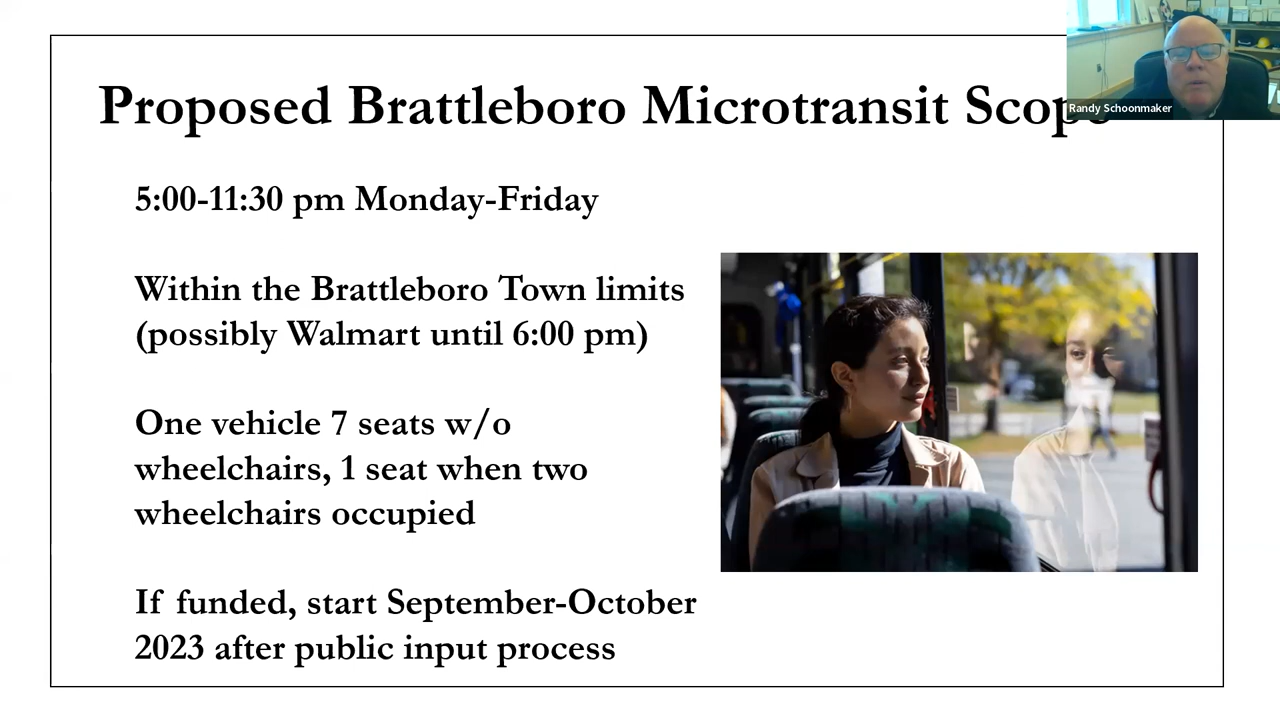 Proposed Brattleboro Microtransit Scope
Randy Schoonmaker
5:00-11:30 pm Monday-Friday
Within the Brattleboro Town limits
(possibly Walmart until 6:00 pm)
One vehicle 7 seats w/o
wheelchairs, 1 seat when two
wheelchairs occupied
If funded, start September-October
2023 after public input process